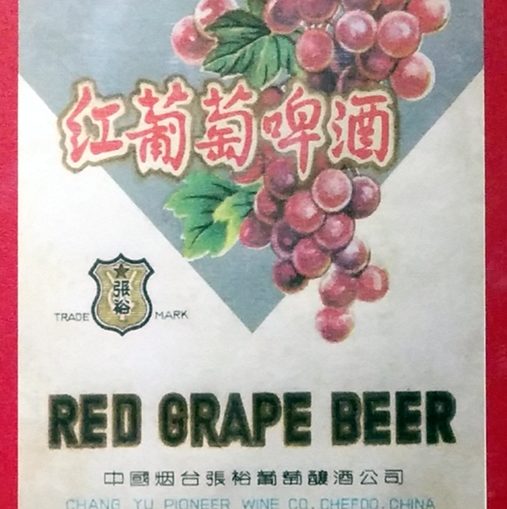 红葡萄啤酒
張裕
TRADE MARK
RED GRAPE BEER
中國烟台張裕葡萄釀酒公司
CHANG YU PIONEER WINE CO. CHEFOO, CHINA